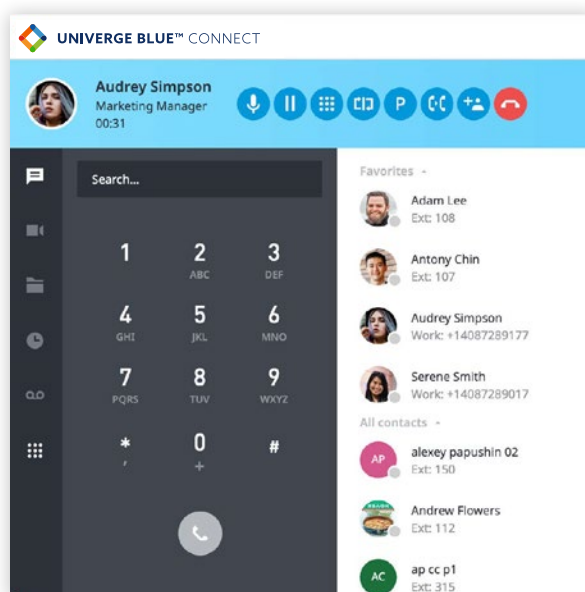 UNIVERGE BLUE™ CONNECT
Audrey Simpson
Marketing Manager
00:31
P
Search...
1
2
ABC
3
DEF
4
GHI
5
JKL
6
MNO
7
PQRS
8
TUV
9
WXYZ
*
,
0
+
#
Favorites -
Adam Lee
Ext: 108
Antony Chin
Ext: 107
Audrey Simpson
Work: +14087289177
Serene Smith
Work: +14087289017
All contacts -
AP
alexey papushin 02
Ext: 150
Andrew Flowers
Ext: 112
AC
ap cc p1
Ext: 315